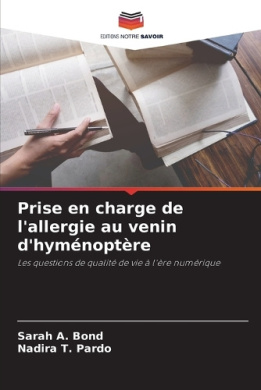 EDITIONS NOTRE SAVOIR
Prise en charge de
l'allergie au venin
d'hyménoptère
Les questions de qualité de vie à l'ère numérique
Sarah A. Bond
Nadira T. Pardo